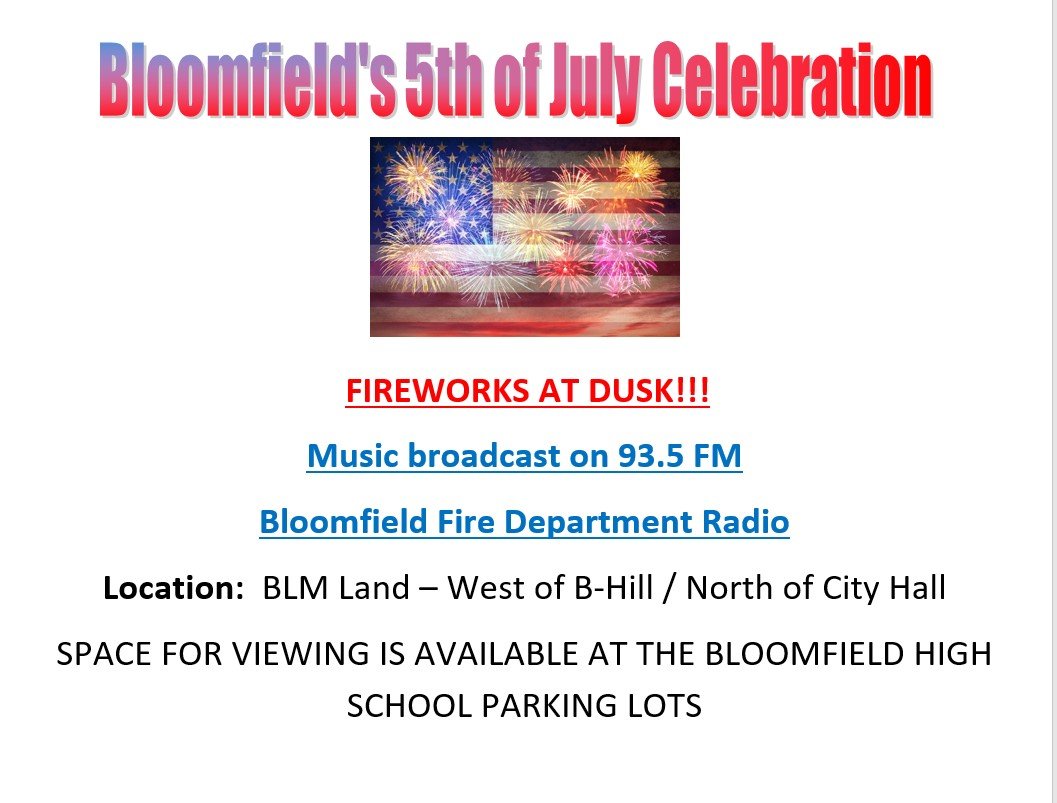 Bloomfield's 5th of July Celebration
FIREWORKS AT DUSK!!!
Music broadcast on 93.5 FM
Bloomfield Fire Department Radio
Location:  BLM Land – West of B-Hill / North of City Hall
SPACE FOR VIEWING IS AVAILABLE AT THE BLOOMFIELD HIGH
SCHOOL PARKING LOTS